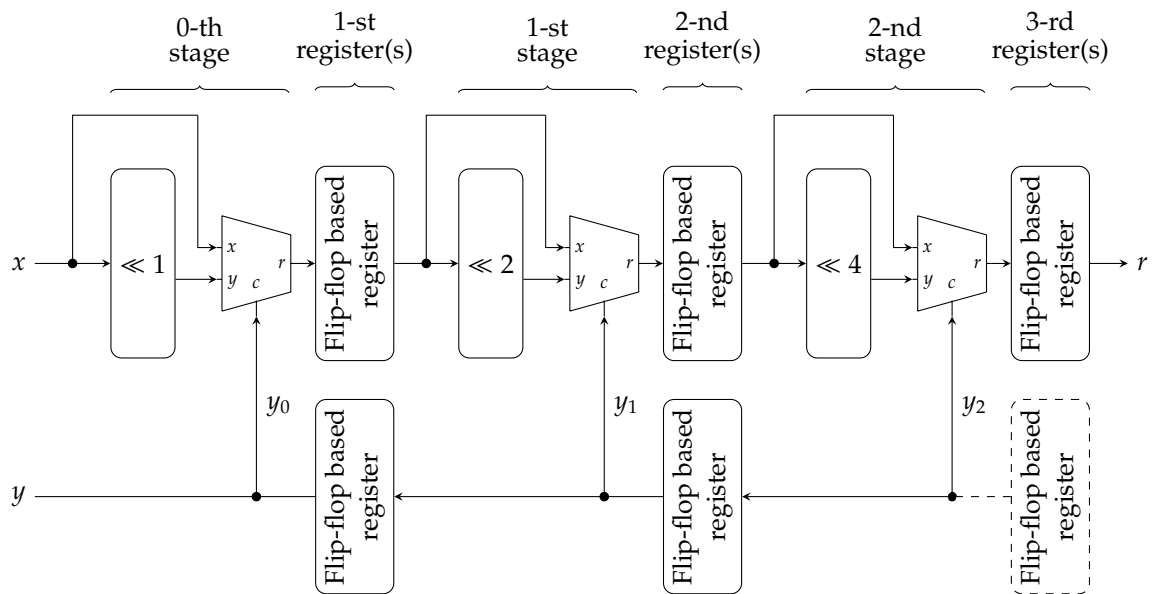 0-th
stage
1-st
register(s)
1-st
stage
2-nd
register(s)
2-nd
stage
3-rd
register(s)
x
≪ 1
x
y
c
r
Flip-flop based
register
≪ 2
x
y
c
r
Flip-flop based
register
≪ 4
x
y
c
r
Flip-flop based
register
r
y₀
y₁
y₂
y
Flip-flop based
register
Flip-flop based
register
Flip-flop based
register